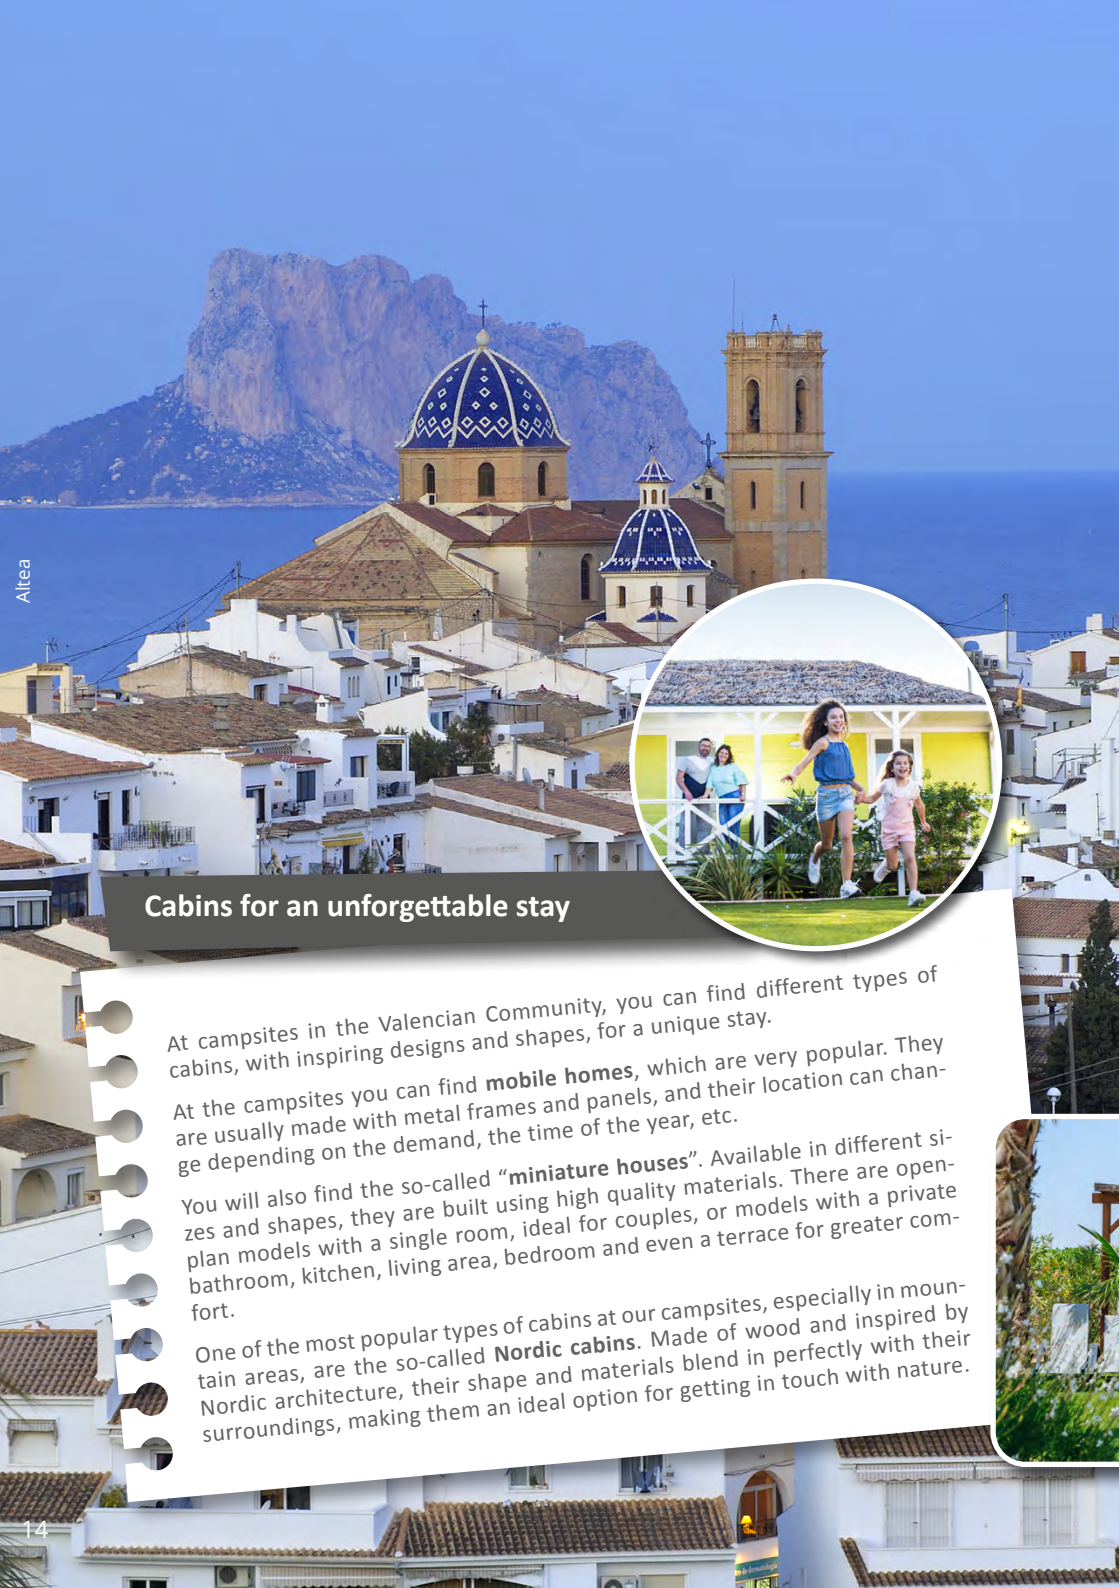 Altea
Cabins for an unforgettable stay
At campsites in the Valencian Community, you can find different types of
cabins, with inspiring designs and shapes, for a unique stay.
At the campsites you can find mobile homes, which are very popular. They
are usually made with metal frames and panels, and their location can chan-
ge depending on the demand, the time of the year, etc.
You will also find the so-called “miniature houses”. Available in different si-
zes and shapes, they are built using high quality materials. There are open-
plan models with a single room, ideal for couples, or models with a private
bathroom, kitchen, living area, bedroom and even a terrace for greater com-
fort.
One of the most popular types of cabins at our campsites, especially in moun-
tain areas, are the so-called Nordic cabins. Made of wood and inspired by
Nordic architecture, their shape and materials blend in perfectly with their
surroundings, making them an ideal option for getting in touch with nature.
14